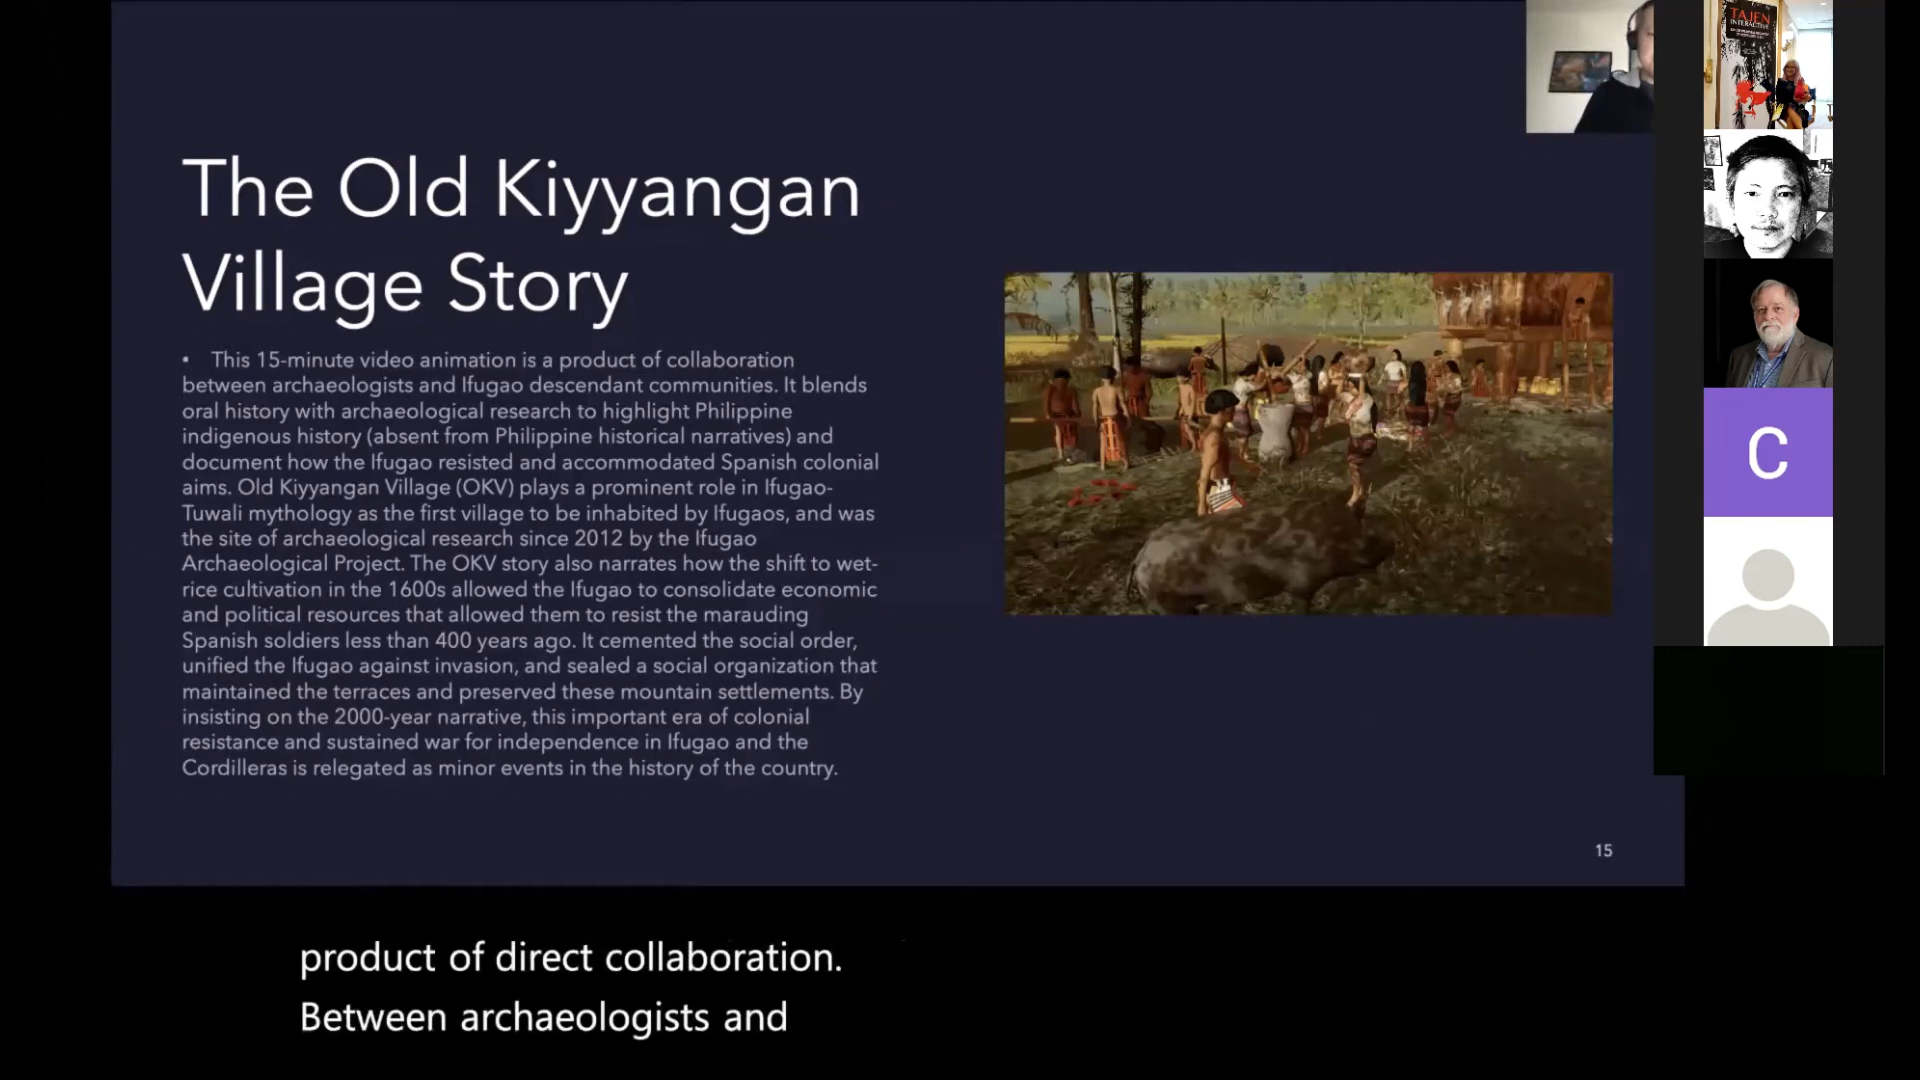 TAJEN
INTERACTIVE
The Old Kiyyangan
Village Story
• This 15-minute video animation is a product of collaboration
between archaeologists and Ifugao descendant communities. It blends
oral history with archaeological research to highlight Philippine
indigenous history (absent from Philippine historical narratives) and
document how the Ifugao resisted and accommodated Spanish colonial
aims. Old Kiyyangan Village (OKV) plays a prominent role in Ifugao-
Tuwali mythology as the first village to be inhabited by Ifugaos, and was
the site of archaeological research since 2012 by the Ifugao
Archaeological Project. The OKV story also narrates how the shift to wet-
rice cultivation in the 1600s allowed the Ifugao to consolidate economic
and political resources that allowed them to resist the marauding
Spanish soldiers less than 400 years ago. It cemented the social order,
unified the Ifugao against invasion, and sealed a social organization that
maintained the terraces and preserved these mountain settlements. By
insisting on the 2000-year narrative, this important era of colonial
resistance and sustained war for independence in Ifugao and the
Cordilleras is relegated as minor events in the history of the country.
C
15
product of direct collaboration.
Between archaeologists and